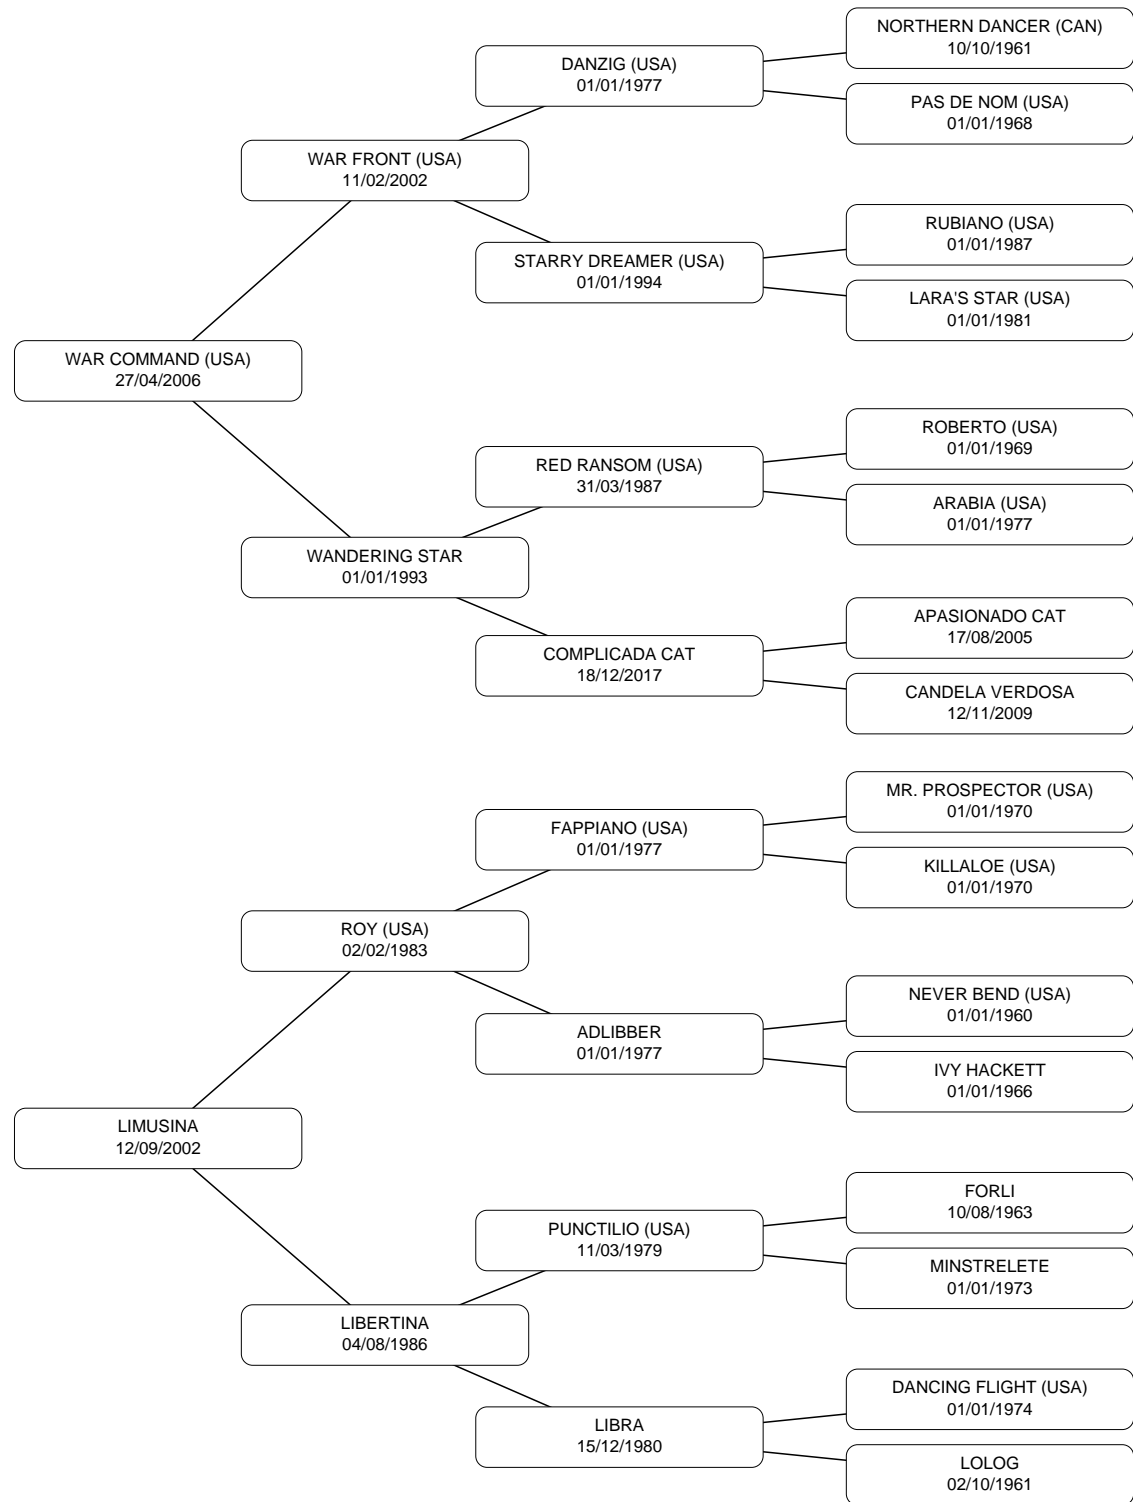 NORTHERN DANCER (CAN)
10/10/1961
DANZIG (USA)
01/01/1977
PAS DE NOM (USA)
01/01/1968
WAR FRONT (USA)
11/02/2002
RUBIANO (USA)
01/01/1987
STARRY DREAMER (USA)
01/01/1994
LARA'S STAR (USA)
01/01/1981
WAR COMMAND (USA)
27/04/2006
ROBERTO (USA)
01/01/1969
RED RANSOM (USA)
31/03/1987
ARABIA (USA)
01/01/1977
WANDERING STAR
01/01/1993
APASIONADO CAT
17/08/2005
COMPLICADA CAT
18/12/2017
CANDELA VERDOSA
12/11/2009
MR. PROSPECTOR (USA)
01/01/1970
FAPPIANO (USA)
01/01/1977
KILLALOE (USA)
01/01/1970
ROY (USA)
02/02/1983
NEVER BEND (USA)
01/01/1960
ADLIBBER
01/01/1977
IVY HACKETT
01/01/1966
LIMUSINA
12/09/2002
FORLI
10/08/1963
PUNCTILIO (USA)
11/03/1979
MINSTRELETE
01/01/1973
LIBERTINA
04/08/1986
DANCING FLIGHT (USA)
01/01/1974
LIBRA
15/12/1980
LOLOG
02/10/1961